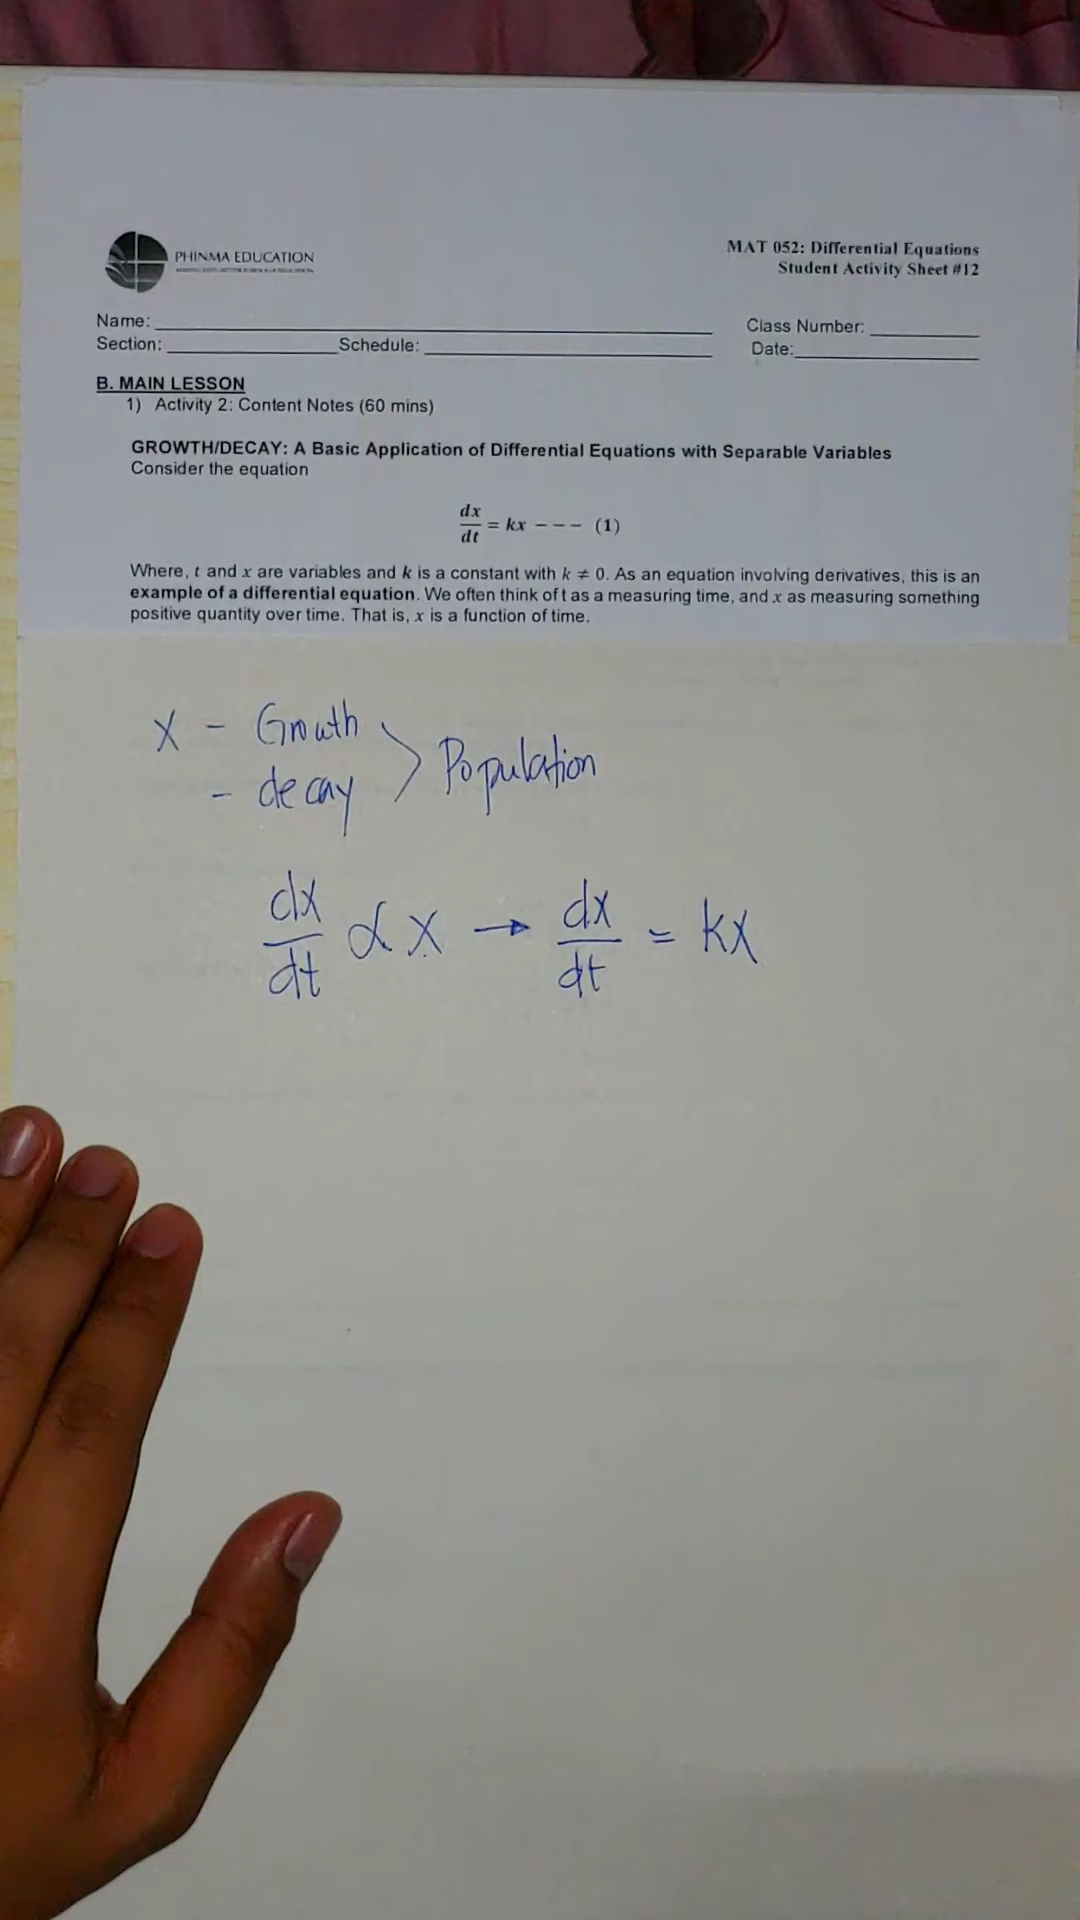 PHINMA EDUCATION
MAT 052: Differential Equations
Student Activity Sheet #12
Name:
Class Number:
Section: Schedule:
Date:
B. MAIN LESSON
1) Activity 2: Content Notes (60 mins)
GROWTH/DECAY: A Basic Application of Differential Equations with Separable Variables
Consider the equation
dx/dt = kx − − − (1)
Where, t and x are variables and k is a constant with k ≠ 0. As an equation involving derivatives, this is an
example of a differential equation. We often think of t as a measuring time, and x as measuring something
positive quantity over time. That is, x is a function of time.
x - Growth
- decay > Population
dx/dt ∝ x → dx/dt = kx